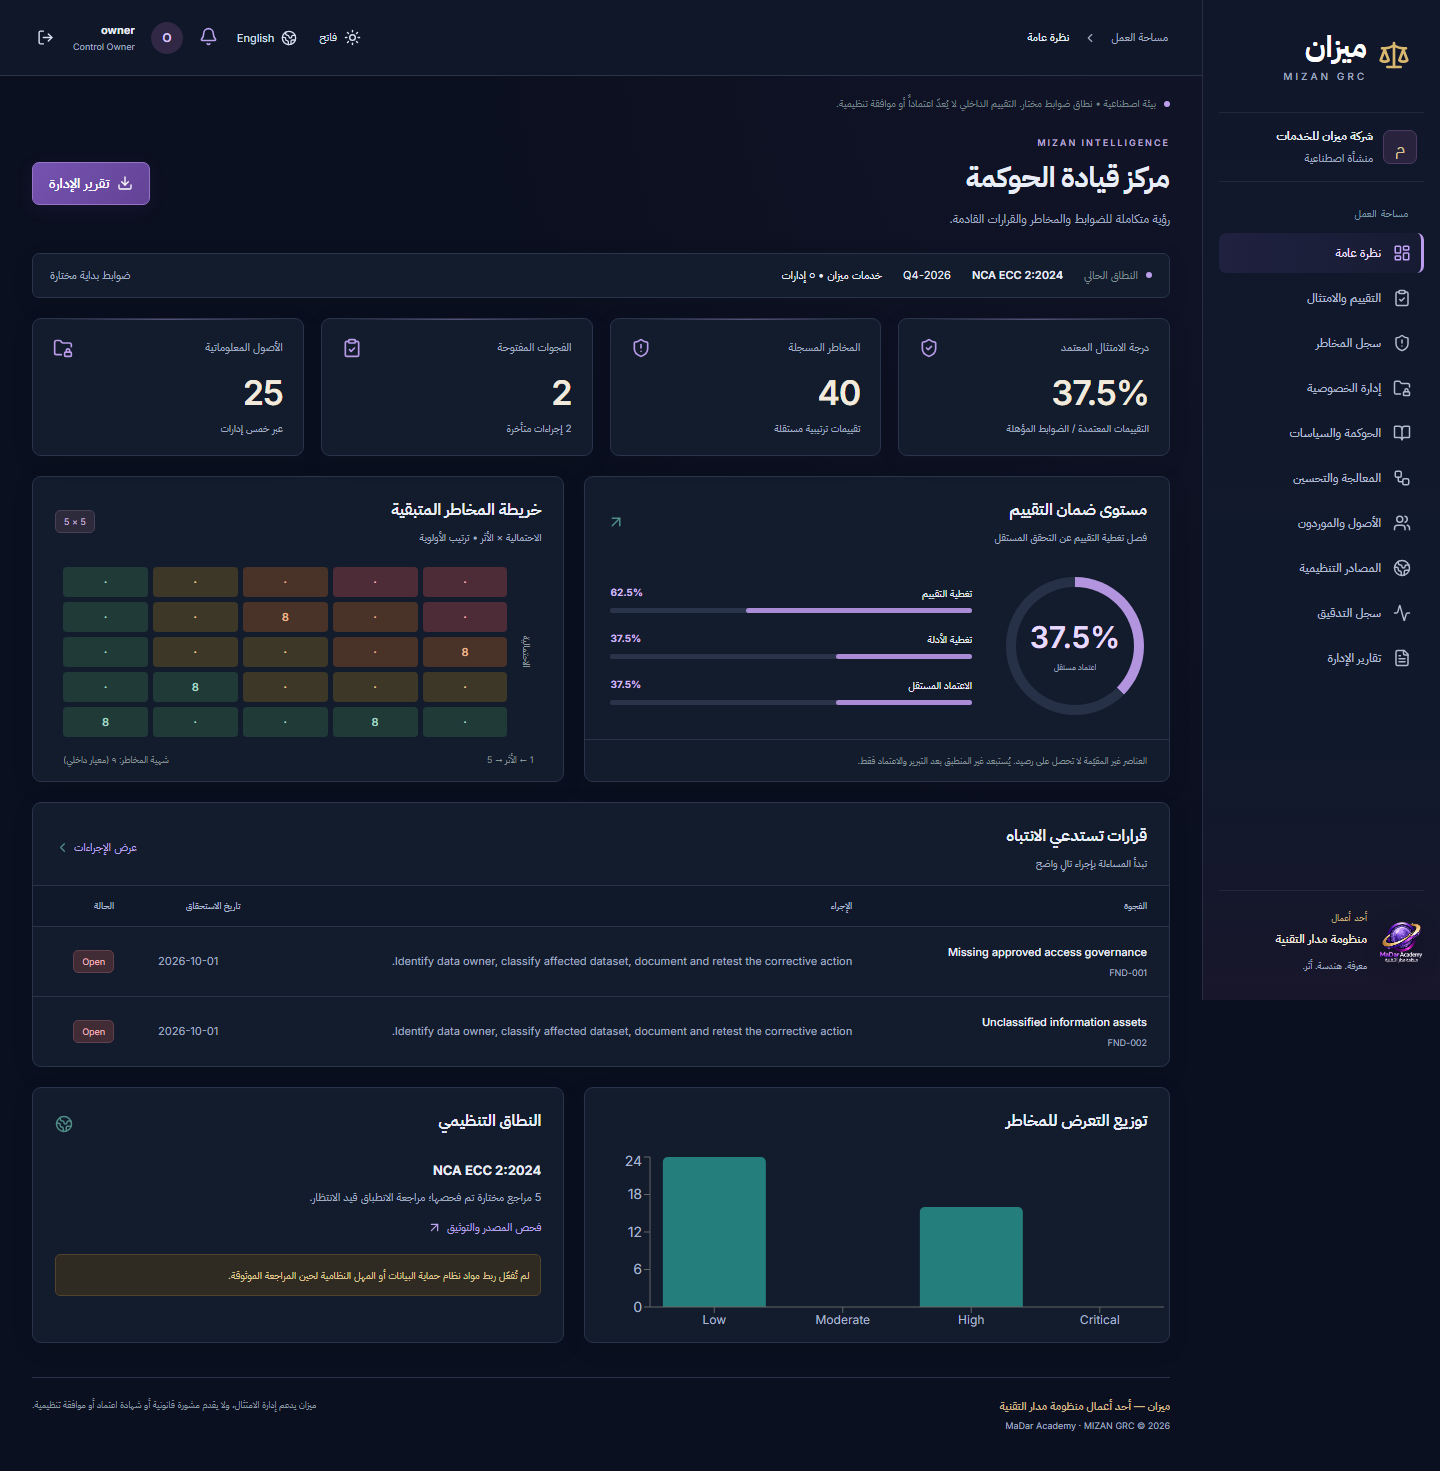 ميزان
MIZAN GRC
م
شركة ميزان للخدمات
منشأة اصطناعية
مساحة العمل
نظرة عامة
التقييم والامتثال
سجل المخاطر
إدارة الخصوصية
الحوكمة والسياسات
المعالجة والتحسين
الأصول والموردون
المصادر التنظيمية
سجل التدقيق
تقارير الإدارة
أحد أعمال
منظومة مدار التقنية
معرفة. هندسة. أثر.
MaDar Academy
مساحة العمل
نظرة عامة
فاتح
English
O
owner
Control Owner
بيئة اصطناعية • نطاق ضوابط مختار. التقييم الداخلي لا يُعدّ اعتماداً أو موافقة تنظيمية.
MIZAN INTELLIGENCE
مركز قيادة الحوكمة
رؤية متكاملة للضوابط والمخاطر والقرارات القادمة.
تقرير الإدارة
النطاق الحالي
NCA ECC 2:2024
Q4-2026
خدمات ميزان • ٥ إدارات
ضوابط بداية مختارة
درجة الامتثال المعتمد
37.5%
التقييمات المعتمدة / الضوابط المؤهلة
المخاطر المسجلة
40
تقييمات ترتيبية مستقلة
الفجوات المفتوحة
2
2 إجراءات متأخرة
الأصول المعلوماتية
25
عبر خمس إدارات
مستوى ضمان التقييم
فصل تغطية التقييم عن التحقق المستقل
37.5%
اعتماد مستقل
تغطية التقييم
62.5%
تغطية الأدلة
37.5%
الاعتماد المستقل
37.5%
العناصر غير المقيّمة لا تحصل على رصيد. يُستبعد غير المنطبق بعد التبرير والاعتماد فقط.
خريطة المخاطر المتبقية
الاحتمالية × الأثر • ترتيب الأولوية
5 × 5
الاحتمالية
· · · · ·
· · 8 · ·
· · · · 8
· 8 · · ·
8 · · 8 ·
1 ← الأثر → 5
شهية المخاطر: ٩ (معيار داخلي)
قرارات تستدعي الانتباه
تبدأ المساءلة بإجراء تالٍ واضح
عرض الإجراءات
الفجوة
الإجراء
تاريخ الاستحقاق
الحالة
Missing approved access governance
FND-001
Identify data owner, classify affected dataset, document and retest the corrective action.
2026-10-01
Open
Unclassified information assets
FND-002
Identify data owner, classify affected dataset, document and retest the corrective action.
2026-10-01
Open
توزيع التعرض للمخاطر
24
18
12
6
0
Low
Moderate
High
Critical
النطاق التنظيمي
NCA ECC 2:2024
5 مراجع مختارة تم فحصها؛ مراجعة الانطباق قيد الانتظار.
فحص المصدر والتوثيق
لم تُفعّل ربط مواد نظام حماية البيانات أو المهل النظامية لحين المراجعة الموثوقة.
ميزان — أحد أعمال منظومة مدار التقنية
MaDar Academy · MIZAN GRC © 2026
ميزان يدعم إدارة الامتثال، ولا يقدم مشورة قانونية أو شهادة اعتماد أو موافقة تنظيمية.